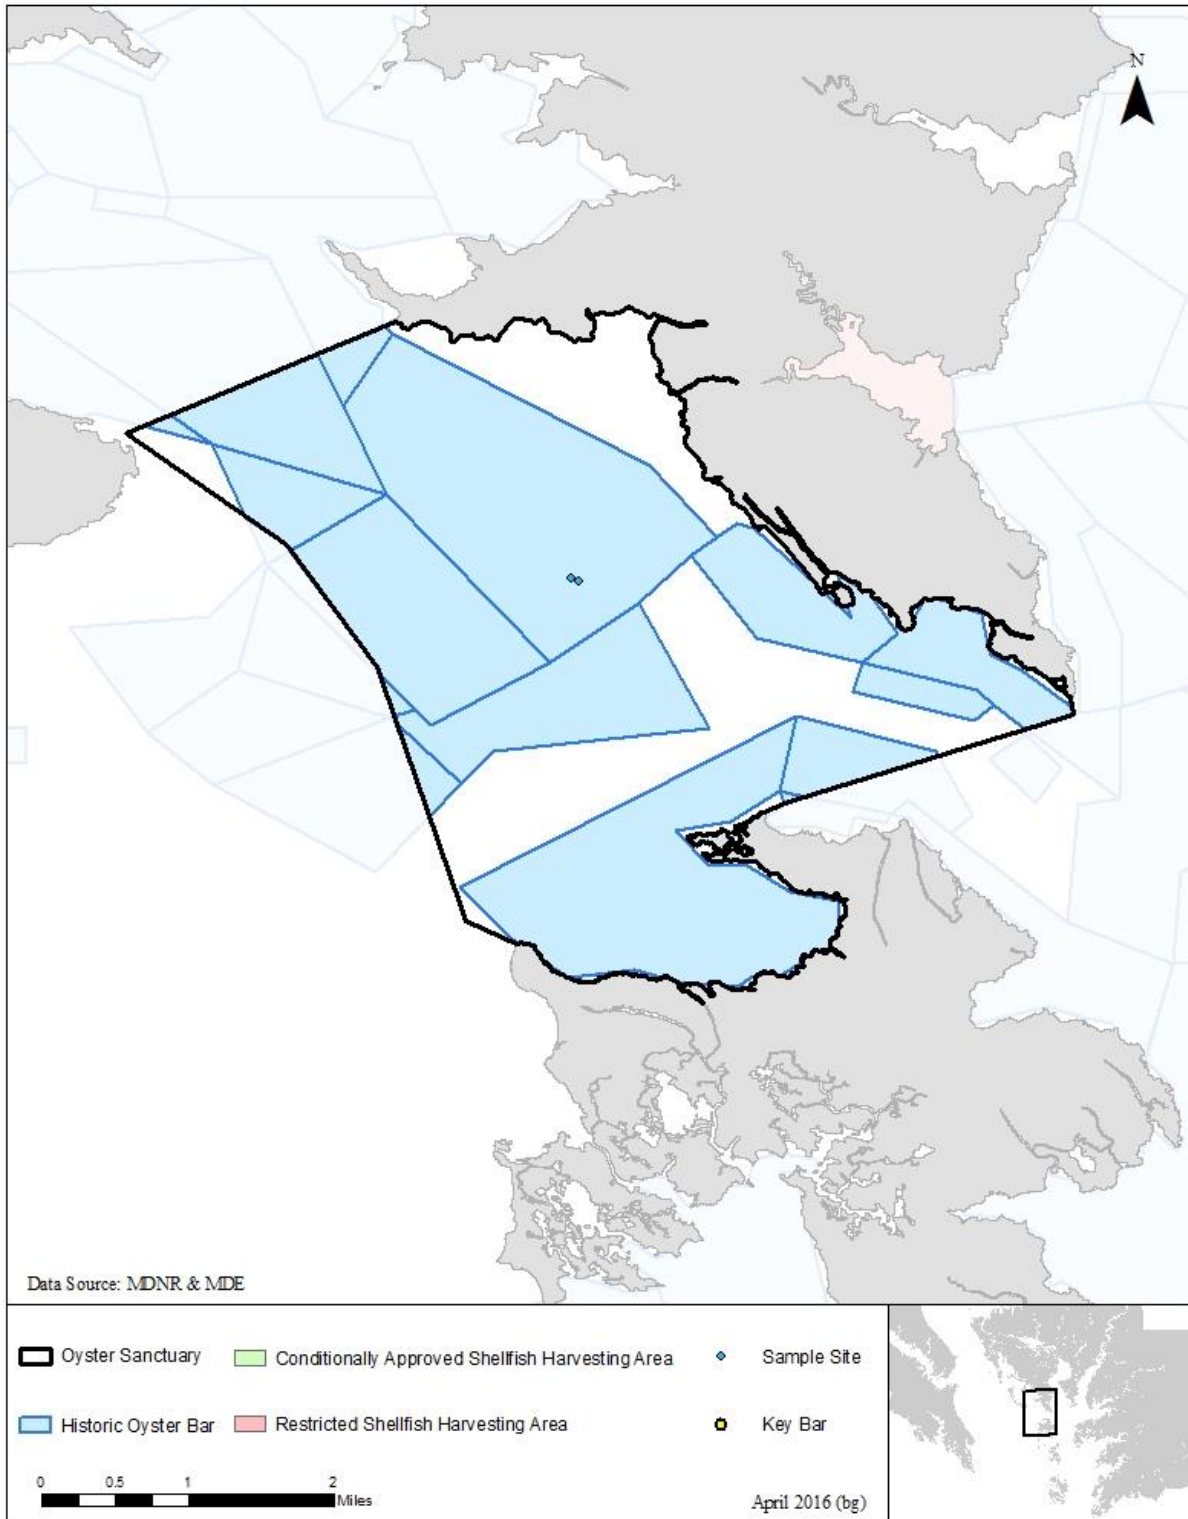 N
Data Source: MDNR & MDE
Oyster Sanctuary
Conditionally Approved Shellfish Harvesting Area
Sample Site
Historic Oyster Bar
Restricted Shellfish Harvesting Area
Key Bar
0 0.5 1 2
Miles
April 2016 (bg)